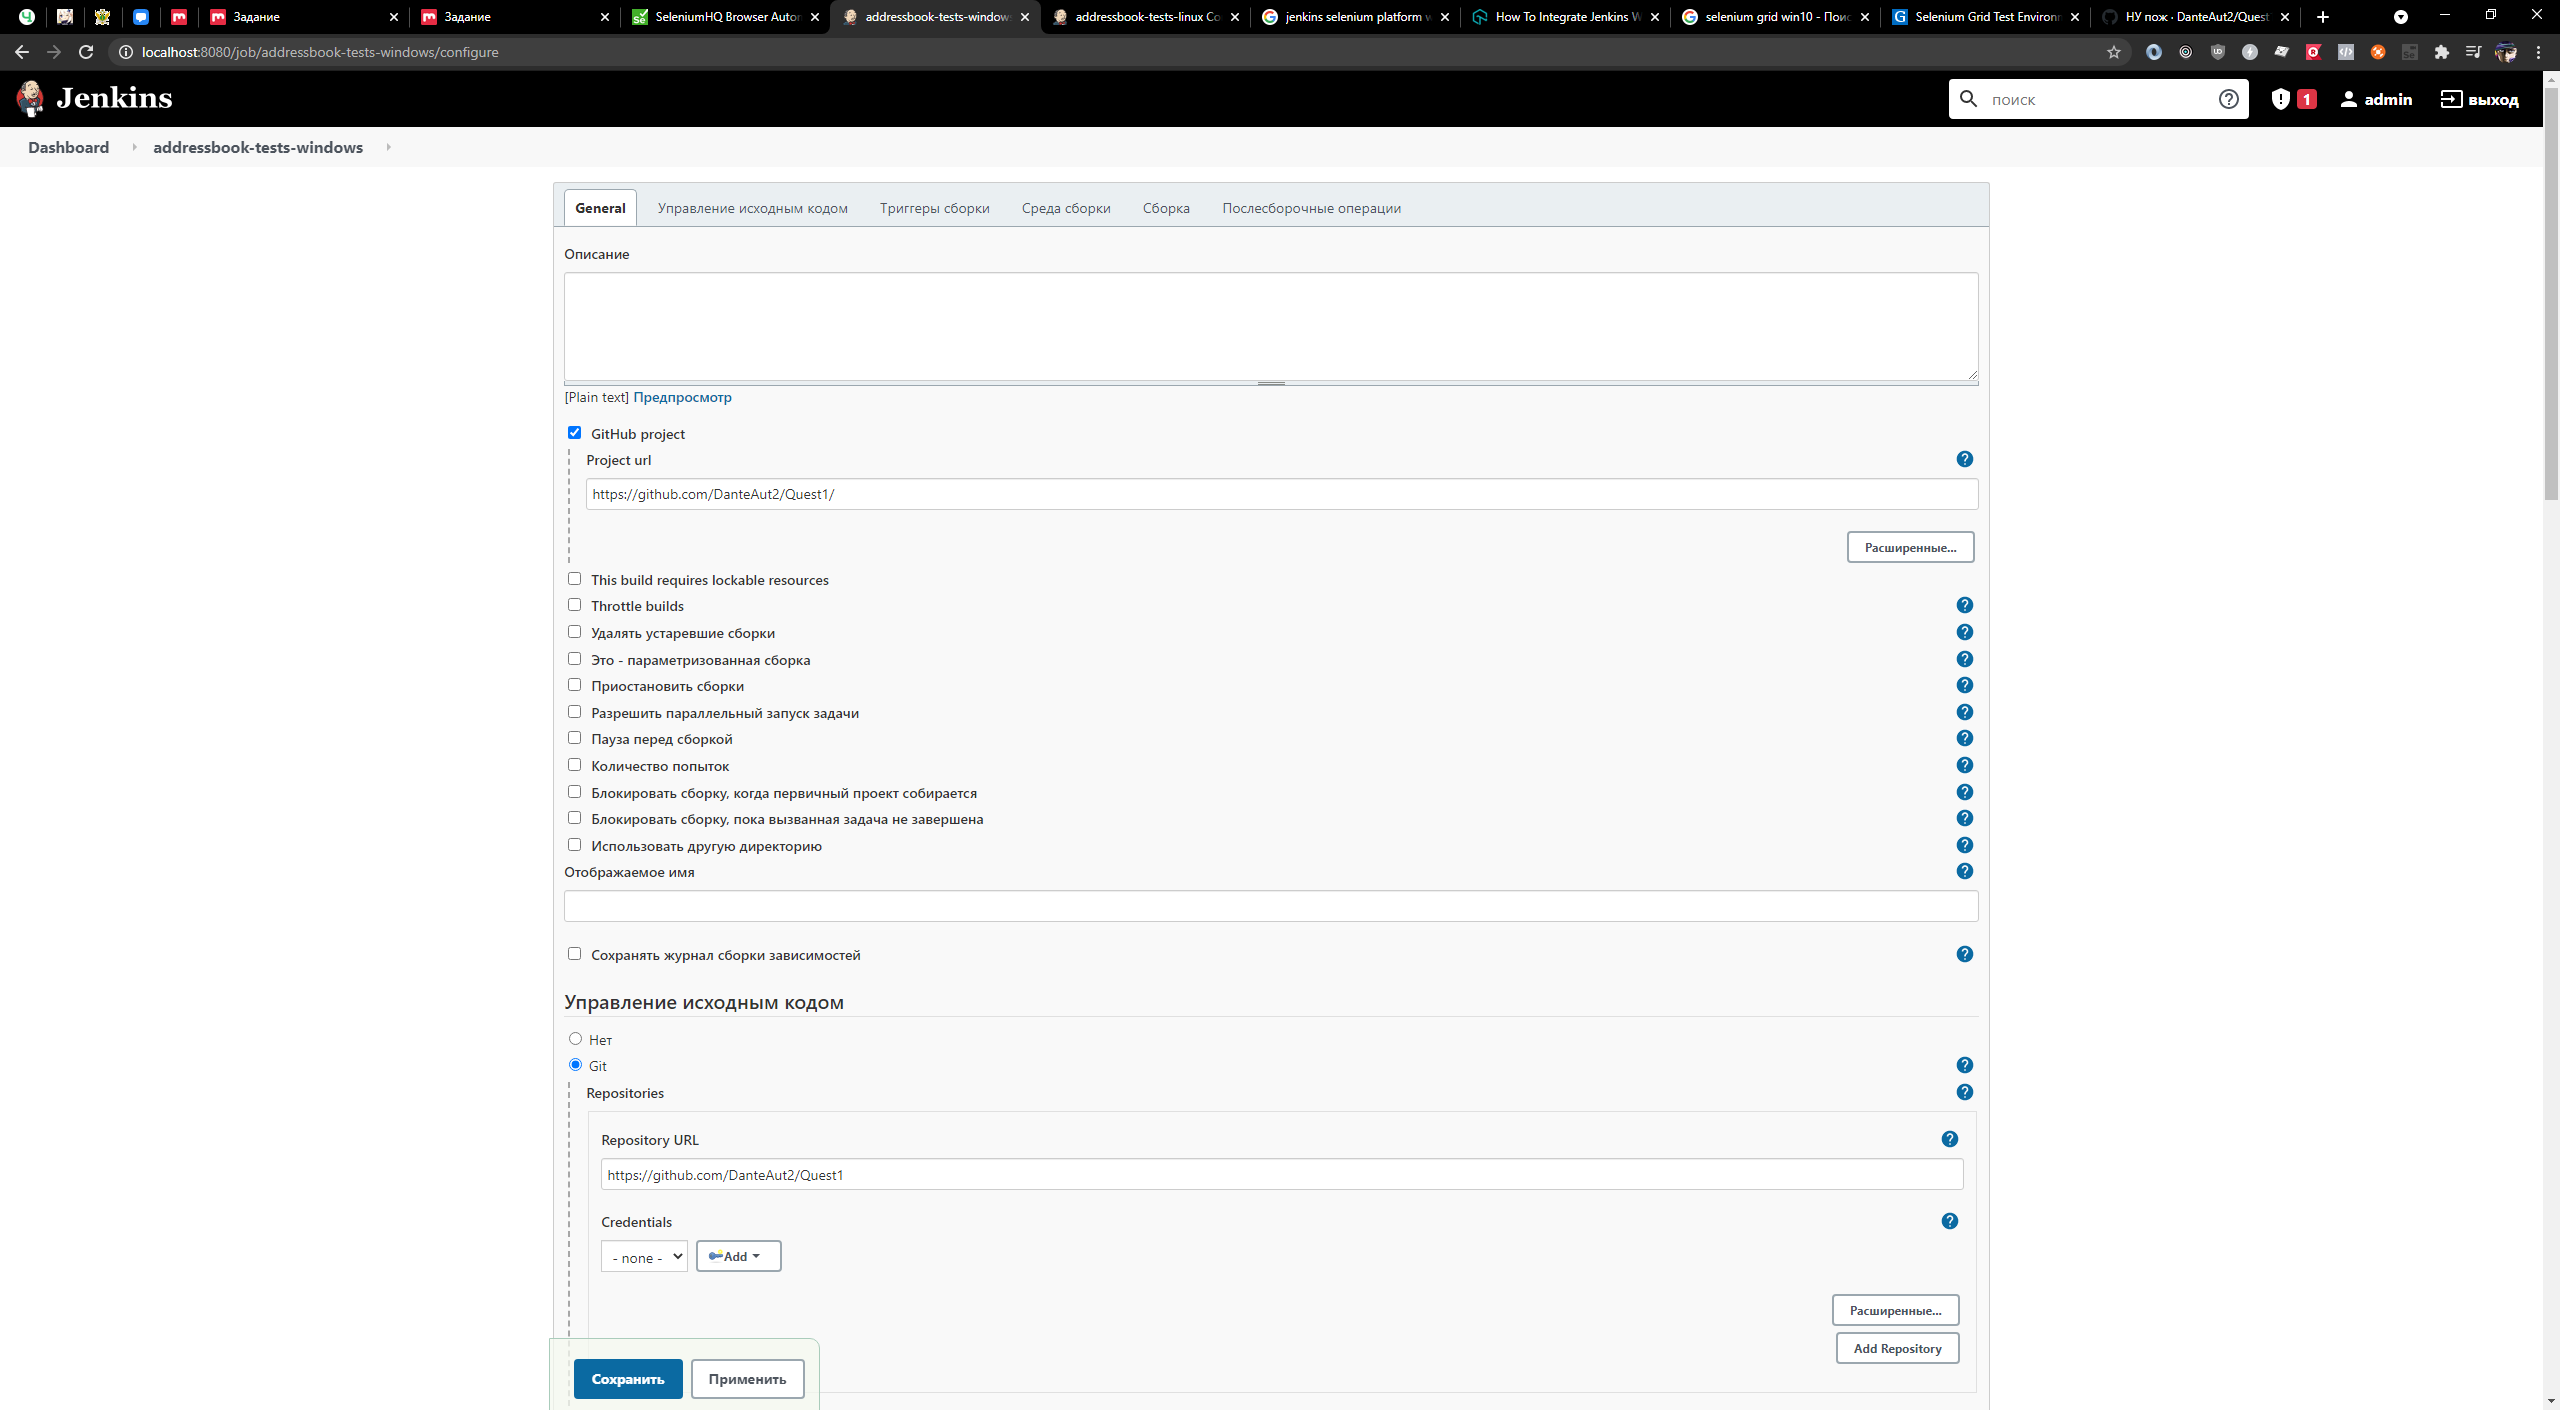 Задание
Задание
SeleniumHQ Browser Autor
addressbook-tests-windows
addressbook-tests-linux Co
jenkins selenium platform w
How To Integrate Jenkins W
selenium grid win10 - Поис
Selenium Grid Test Environm
НУ пож · DanteAut2/Quest
localhost:8080/job/addressbook-tests-windows/configure
Jenkins
поиск
1
admin
выход
Dashboard
addressbook-tests-windows
General
Управление исходным кодом
Триггеры сборки
Среда сборки
Сборка
Послесборочные операции
Описание
[Plain text] Предпросмотр
GitHub project
Project url
https://github.com/DanteAut2/Quest1/
Расширенные...
This build requires lockable resources
Throttle builds
Удалять устаревшие сборки
Это - параметризованная сборка
Приостановить сборки
Разрешить параллельный запуск задачи
Пауза перед сборкой
Количество попыток
Блокировать сборку, когда первичный проект собирается
Блокировать сборку, пока вызванная задача не завершена
Использовать другую директорию
Отображаемое имя
Сохранять журнал сборки зависимостей
Управление исходным кодом
Нет
Git
Repositories
Repository URL
https://github.com/DanteAut2/Quest1
Credentials
- none -
Add
Расширенные...
Add Repository
Сохранить
Применить